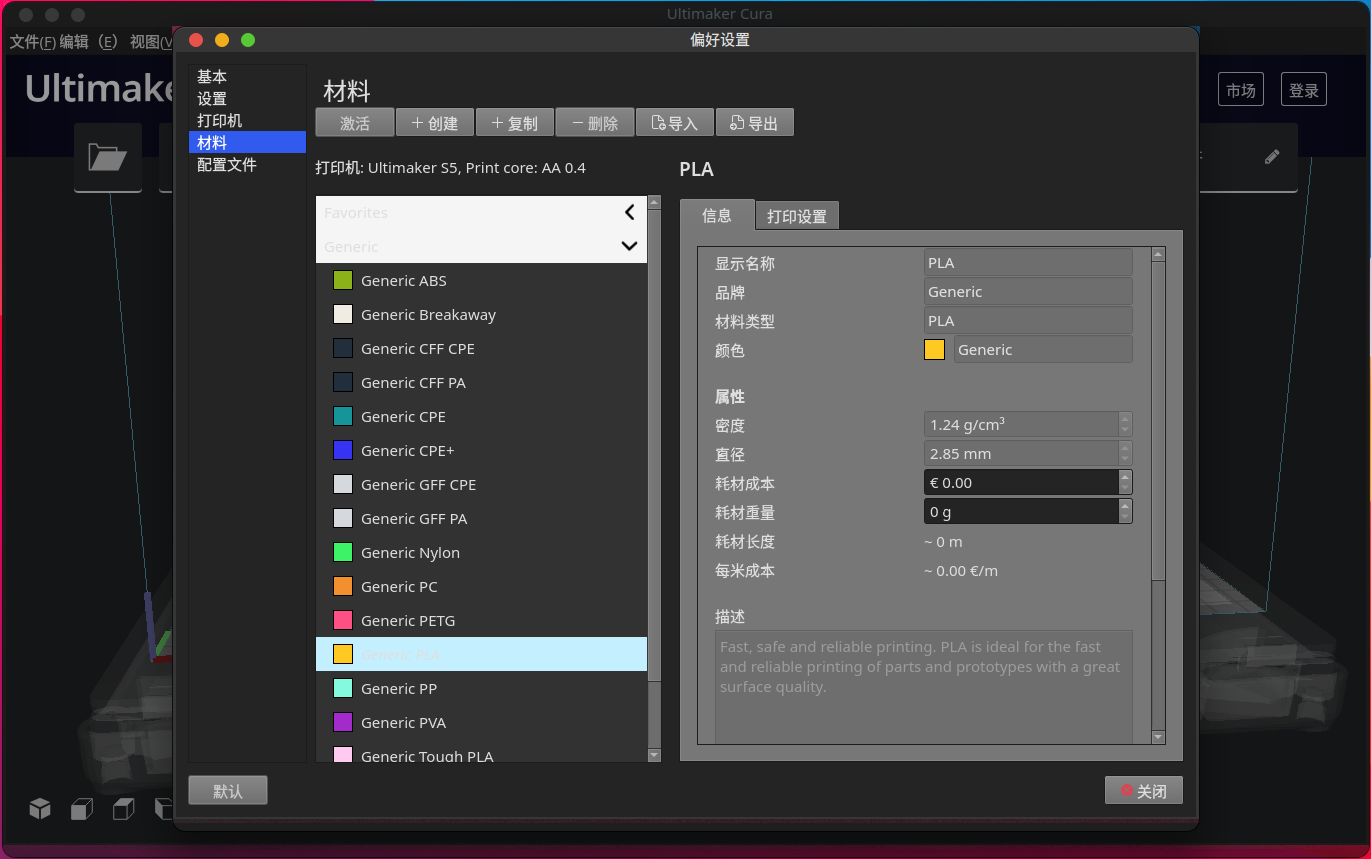 Ultimaker Cura
文件(F) 编辑 （E） 视图(V
偏好设置
Ultimake
市场
登录
基本
设置
打印机
材料
配置文件
材料
激活
创建
复制
删除
导入
导出
打印机: Ultimaker S5, Print core: AA 0.4
Favorites
Generic
Generic ABS
Generic Breakaway
Generic CFF CPE
Generic CFF PA
Generic CPE
Generic CPE+
Generic GFF CPE
Generic GFF PA
Generic Nylon
Generic PC
Generic PETG
Generic PLA
Generic PP
Generic PVA
Generic Tough PLA
PLA
信息
打印设置
显示名称 PLA
品牌 Generic
材料类型 PLA
颜色 Generic
属性
密度 1.24 g/cm³
直径 2.85 mm
耗材成本 € 0.00
耗材重量 0 g
耗材长度 ~ 0 m
每米成本 ~ 0.00 €/m
描述
Fast, safe and reliable printing. PLA is ideal for the fast
and reliable printing of parts and prototypes with a great
surface quality.
默认
关闭